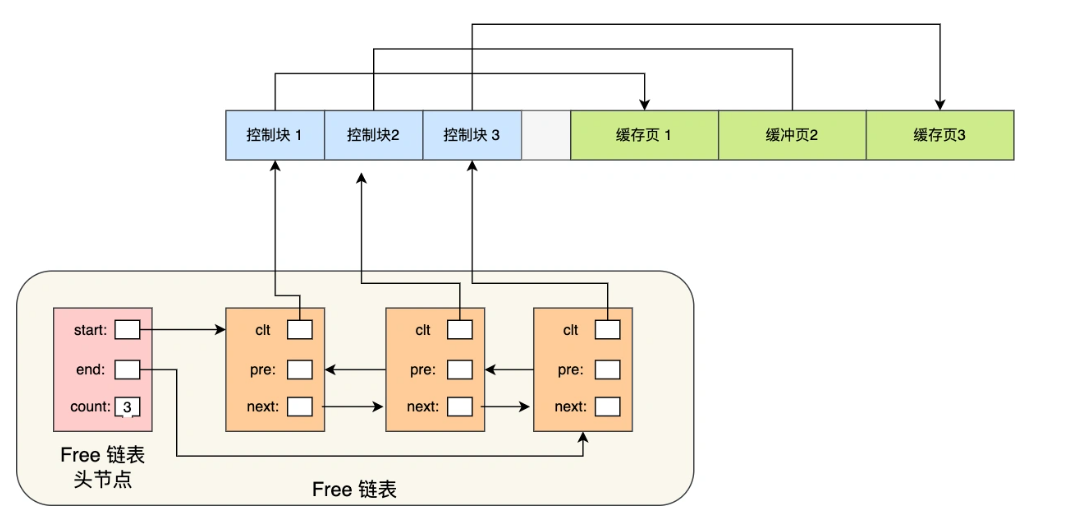 控制块 1
控制块2
控制块 3
缓存页 1
缓冲页2
缓存页3
start:
end:
count: 3
clt
pre:
next:
clt
pre:
next:
clt
pre:
next:
Free 链表
头节点
Free 链表